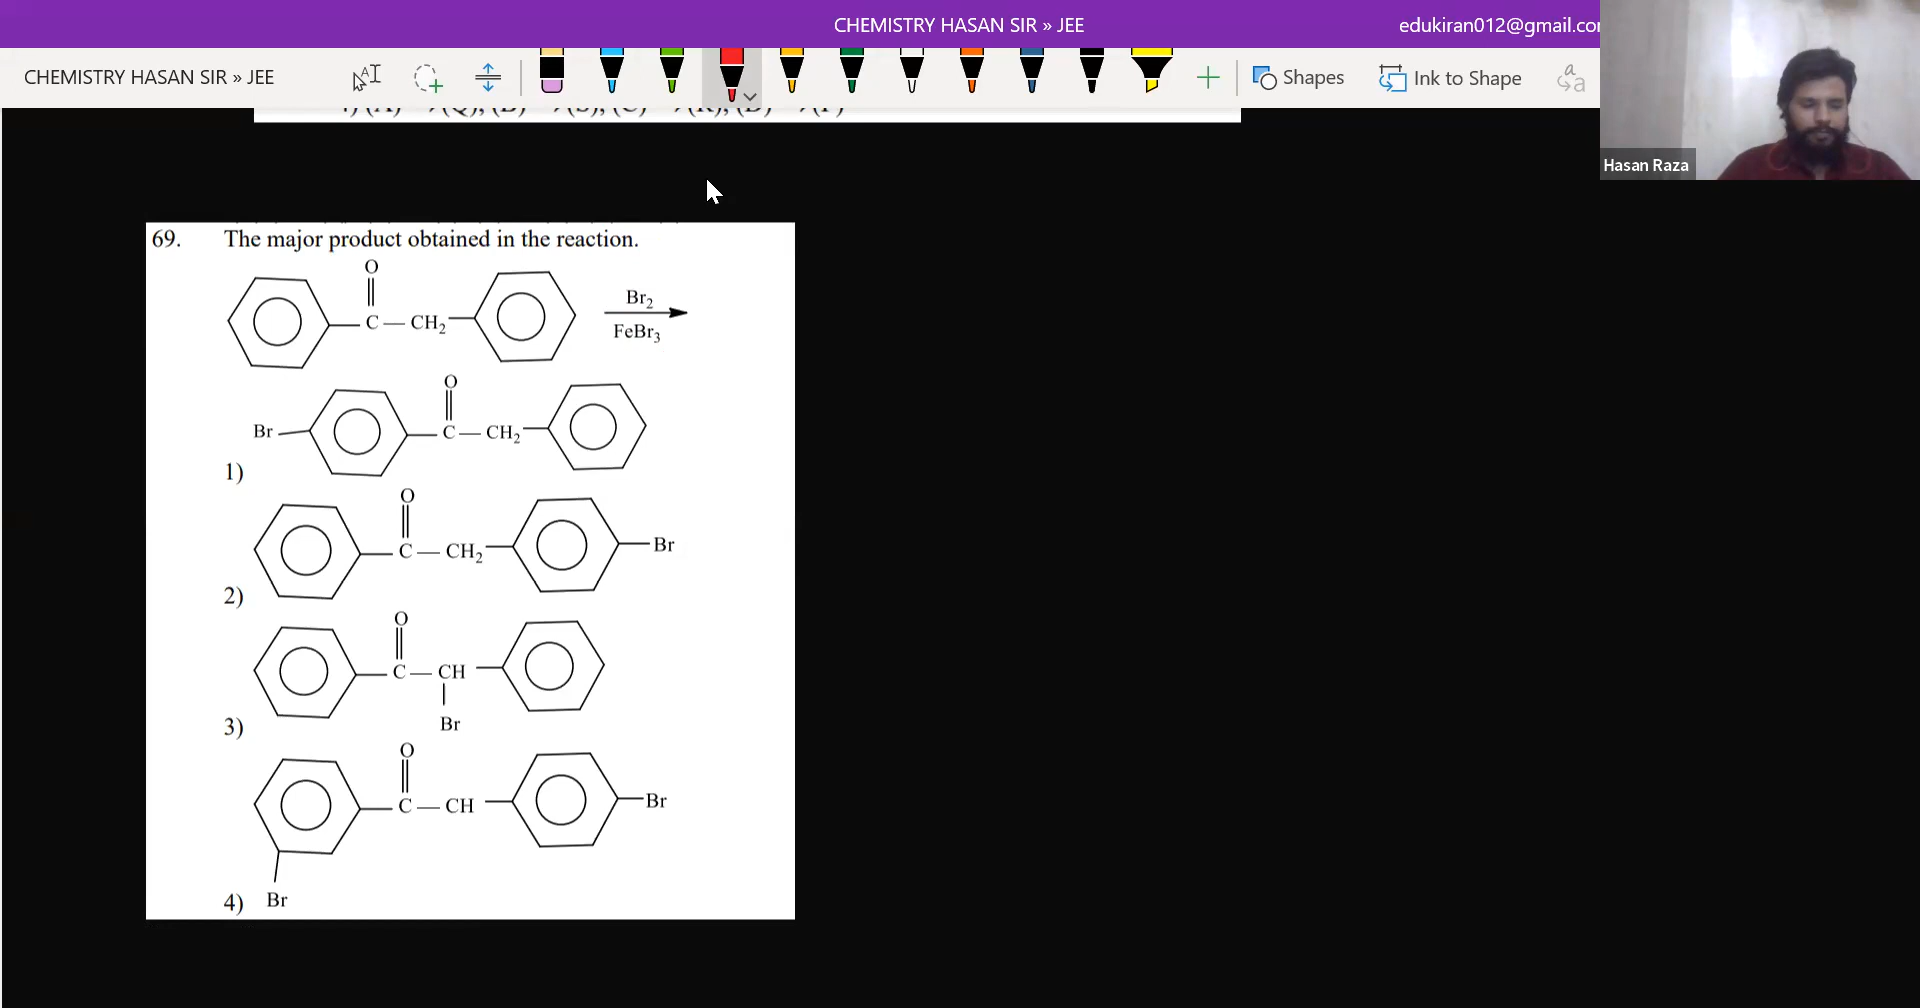 CHEMISTRY HASAN SIR » JEE
edukiran012@gmail.co
CHEMISTRY HASAN SIR » JEE
Shapes
Ink to Shape
Hasan Raza
69. The major product obtained in the reaction.
O
C — CH2
Br2
FeBr3
O
Br
C — CH2
1)
O
C — CH2
Br
2)
O
C — CH
Br
3)
O
C — CH
Br
4) Br